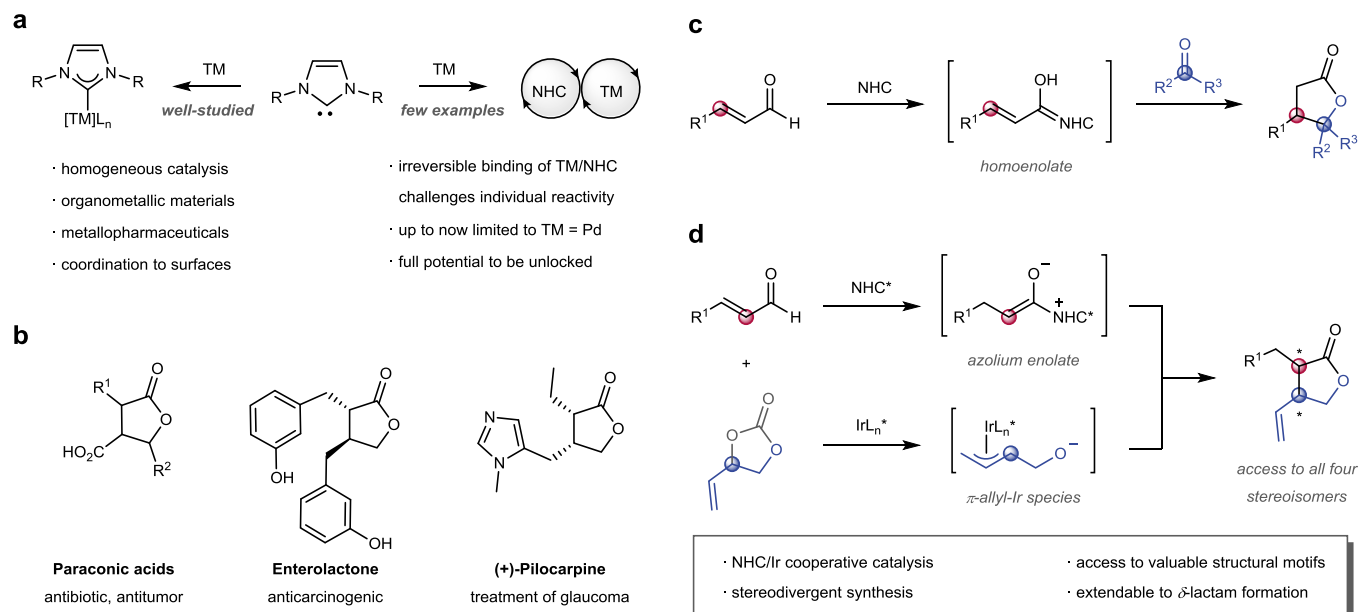 a
TM
TM
R
N
N
R
R
N
N
R
NHC
TM
well-studied
few examples
[TM]Lₙ
· homogeneous catalysis
· organometallic materials
· metallopharmaceuticals
· coordination to surfaces
· irreversible binding of TM/NHC
challenges individual reactivity
· up to now limited to TM = Pd
· full potential to be unlocked
b
R¹
O
O
HO₂C
R²
Paraconic acids
antibiotic, antitumor
O
O
OH
OH
Enterolactone
anticarcinogenic
O
O
N
N
(+)-Pilocarpine
treatment of glaucoma
c
O
R¹
H
NHC
OH
R¹
NHC
homoenolate
O
R²
R³
O
O
R¹
R²
R³
d
O
R¹
H
NHC*
O⁻
R¹
+
NHC*
azolium enolate
+
O
O
O
IrLₙ*
IrLₙ*
O⁻
π-allyl-Ir species
O
R¹
*
O
*
access to all four
stereoisomers
· NHC/Ir cooperative catalysis
· stereodivergent synthesis
· access to valuable structural motifs
· extendable to δ-lactam formation